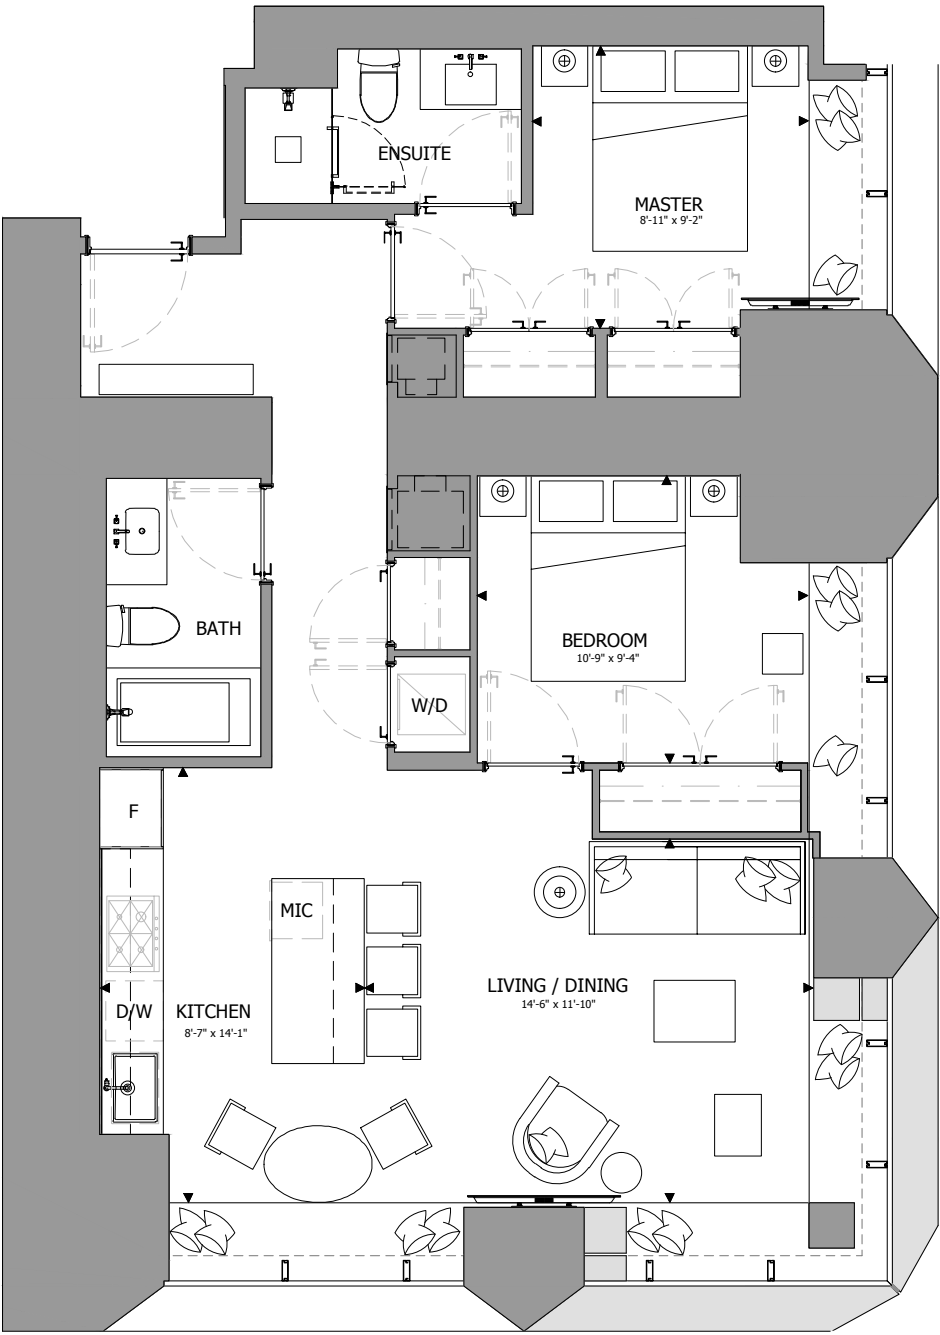 ENSUITE
MASTER
8'-11" x 9'-2"
BATH
BEDROOM
10'-9" x 9'-4"
W/D
F
MIC
D/W
KITCHEN
8'-7" x 14'-1"
LIVING / DINING
14'-6" x 11'-10"